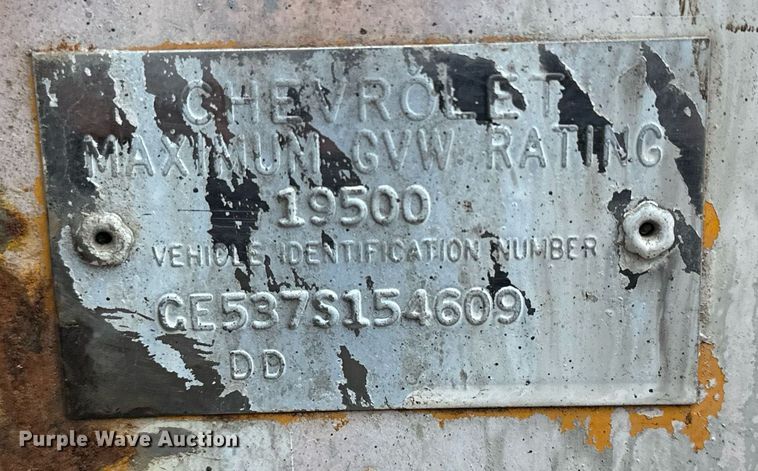 CHEVROLET
MAXIMUM GVW RATING
19500
VEHICLE IDENTIFICATION NUMBER
CE537S154609
DD
Purple Wave Auction